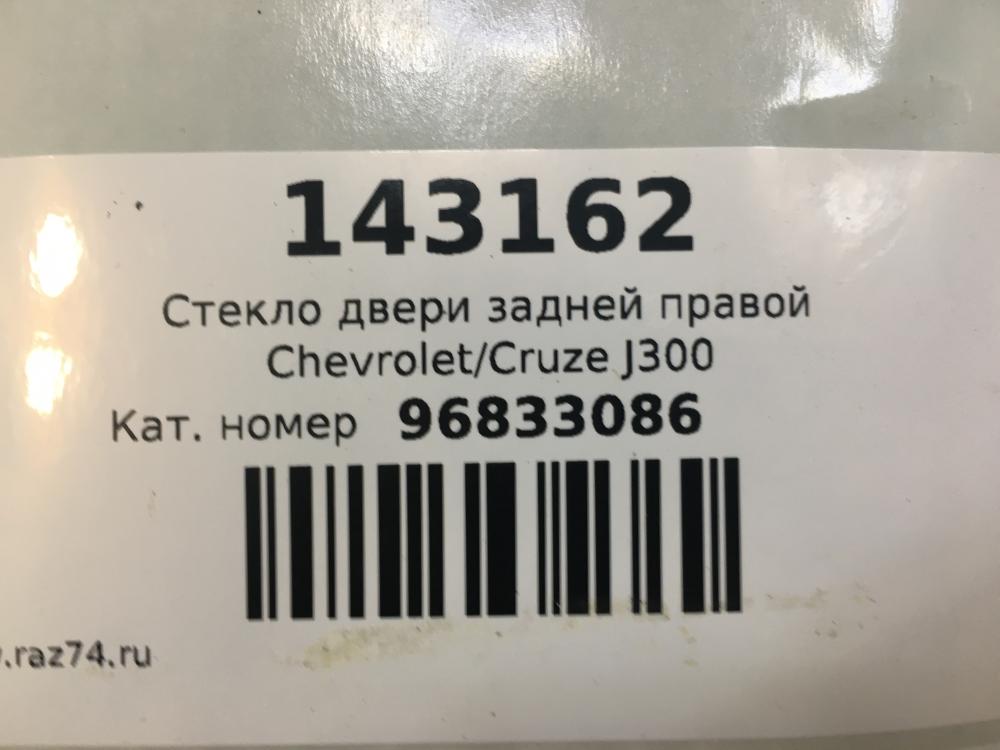 143162
Стекло двери задней правой
Chevrolet/Cruze J300
Кат. номер 96833086
.raz74.ru